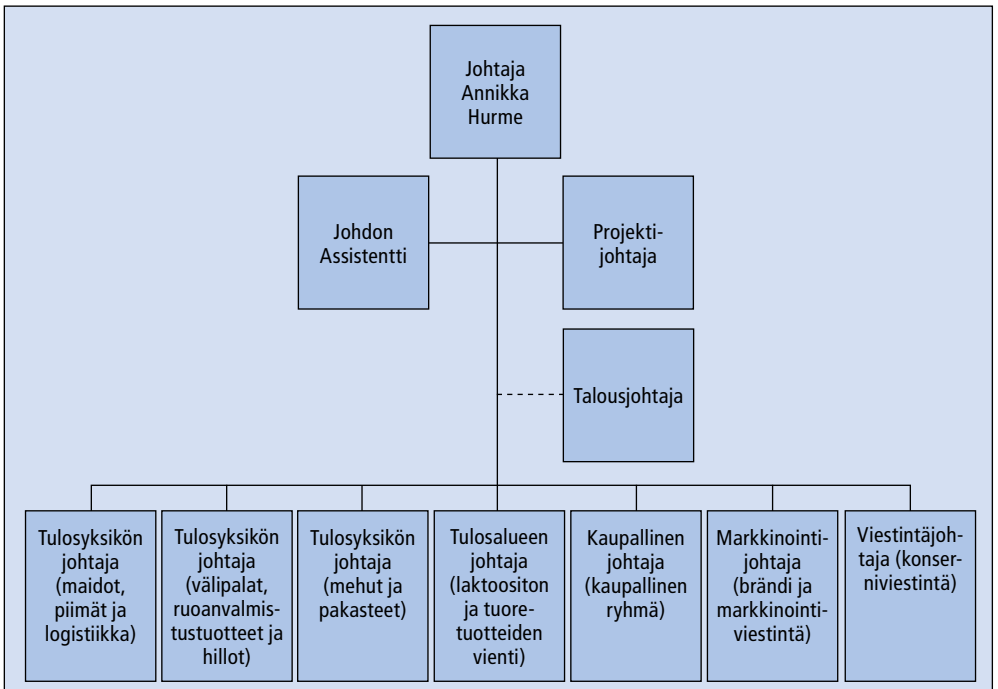 Johtaja
Annikka
Hurme
Johdon
Assistentti
Projekti-
johtaja
Talousjohtaja
Tulosyksikön
johtaja
(maidot,
piimät ja
logistiikka)
Tulosyksikön
johtaja
(välipalat,
ruoanvalmis-
tustuotteet ja
hillot)
Tulosyksikön
johtaja
(mehut ja
pakasteet)
Tulosalueen
johtaja
(laktoositon
ja tuore-
tuotteiden
vienti)
Kaupallinen
johtaja
(kaupallinen
ryhmä)
Markkinointi-
johtaja
(brändi ja
markkinointi-
viestintä)
Viestintäjoh-
taja (konser-
niviestintä)